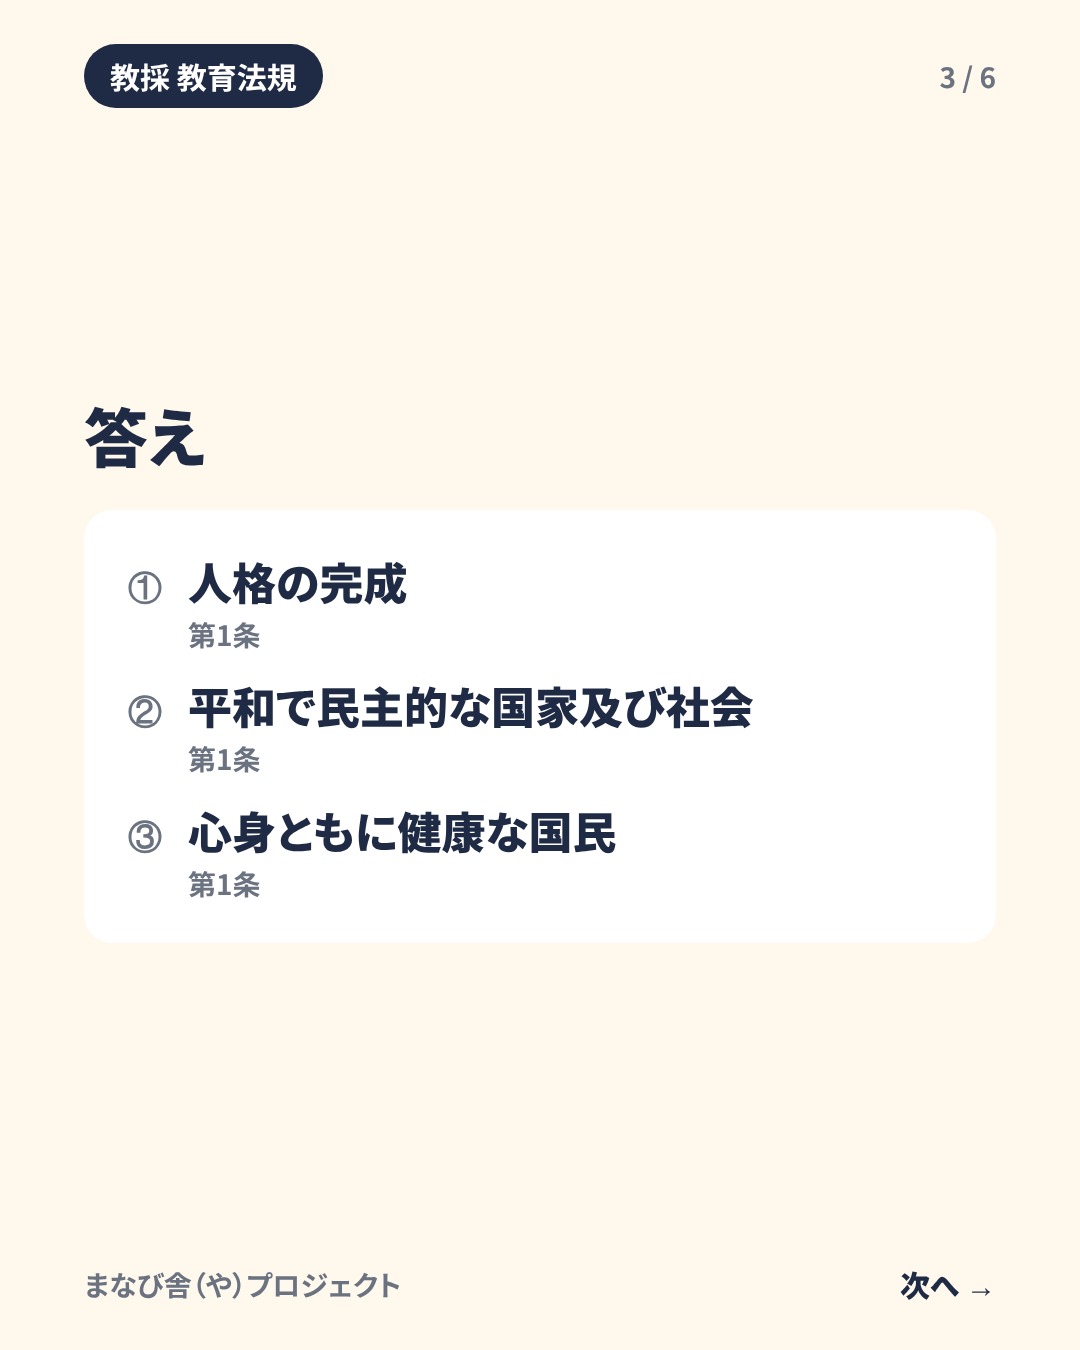 教採 教育法規
3 / 6
答え
① 人格の完成
第1条
② 平和で民主的な国家及び社会
第1条
③ 心身ともに健康な国民
第1条
まなび舎（や）プロジェクト
次へ →